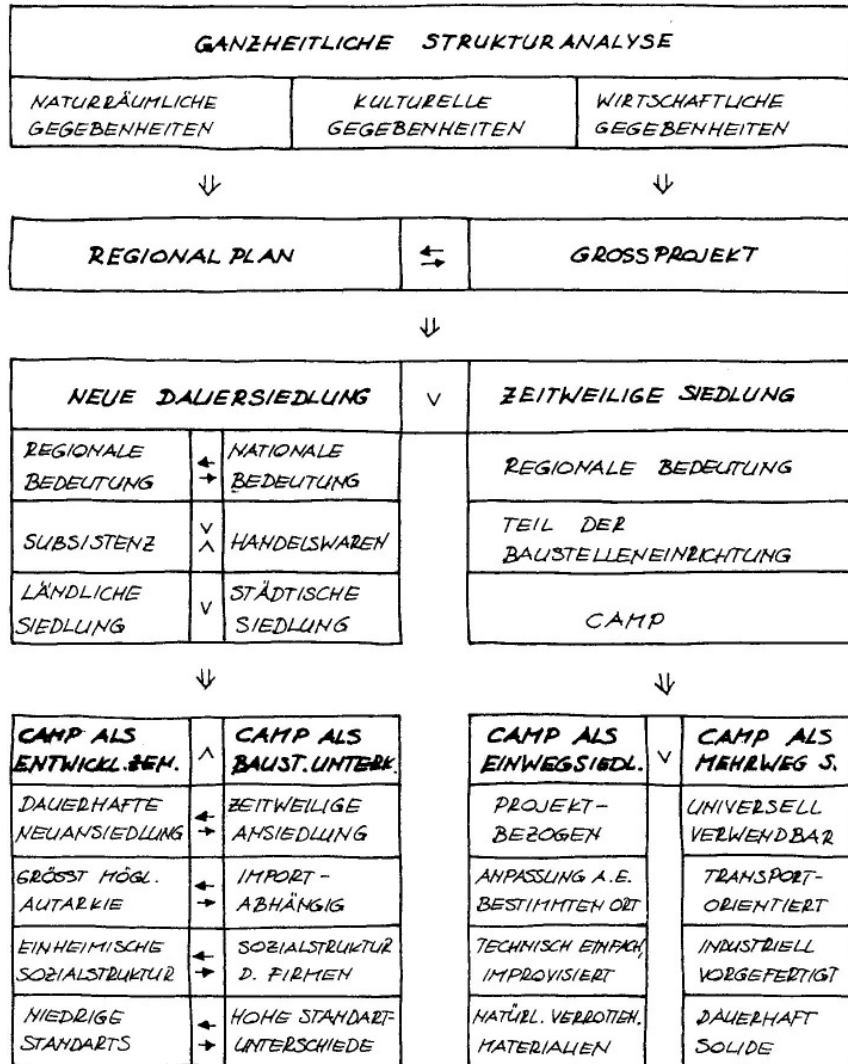 GANZHEITLICHE STRUKTURANALYSE
NATURRÄUMLICHE
GEGEBENHEITEN
KULTURELLE
GEGEBENHEITEN
WIRTSCHAFTLICHE
GEGEBENHEITEN
⇓ ⇓
REGIONALPLAN ⇆ GROSSPROJEKT
⇓
NEUE DAUERSIEDLUNG ∨ ZEITWEILIGE SIEDLUNG
REGIONALE
BEDEUTUNG
⇆
NATIONALE
BEDEUTUNG
REGIONALE BEDEUTUNG
SUBSISTENZ
∨
∧
HANDELSWAREN
TEIL DER
BAUSTELLENEINRICHTUNG
LÄNDLICHE
SIEDLUNG
∨
STÄDTISCHE
SIEDLUNG
CAMP
⇓ ⇓
CAMP ALS
ENTWICKL.ZEN.
∧
CAMP ALS
BAUST.UNTERK.
CAMP ALS
EINWEGSIEDL.
∨
CAMP ALS
MEHRWEG S.
DAUERHAFTE
NEUANSIEDLUNG
⇆
ZEITWEILIGE
ANSIEDLUNG
PROJEKT-
BEZOGEN
UNIVERSELL
VERWENDBAR
GRÖSST MÖGL.
AUTARKIE
⇆
IMPORT-
ABHÄNGIG
ANPASSUNG A.E.
BESTIMMTEN ORT
TRANSPORT-
ORIENTIERT
EINHEIMISCHE
SOZIALSTRUKTUR
⇆
SOZIALSTRUKTUR
D. FIRMEN
TECHNISCH EINFACH,
IMPROVISIERT
INDUSTRIELL
VORGEFERTIGT
NIEDRIGE
STANDARTS
⇆
HOHE STANDART-
UNTERSCHIEDE
NATÜRL. VERROTTEN.
MATERIALIEN
DAUERHAFT
SOLIDE